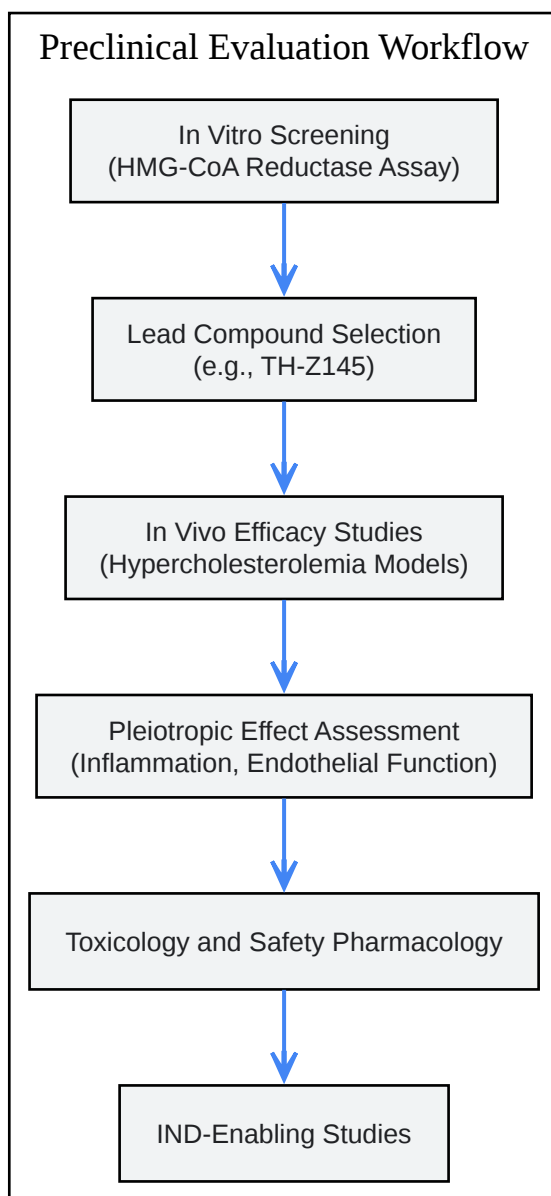 Preclinical Evaluation Workflow
In Vitro Screening
(HMG-CoA Reductase Assay)
Lead Compound Selection
(e.g., TH-Z145)
In Vivo Efficacy Studies
(Hypercholesterolemia Models)
Pleiotropic Effect Assessment
(Inflammation, Endothelial Function)
Toxicology and Safety Pharmacology
IND-Enabling Studies